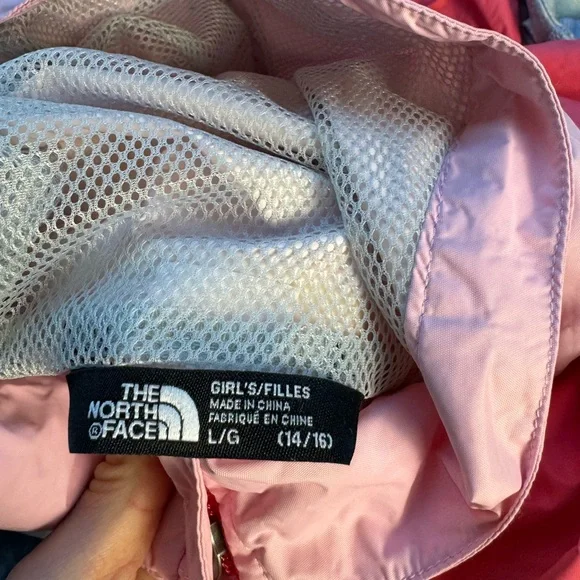 THE
NORTH
FACE
®
GIRL'S/FILLES
MADE IN CHINA
FABRIQUÉ EN CHINE
L/G (14/16)